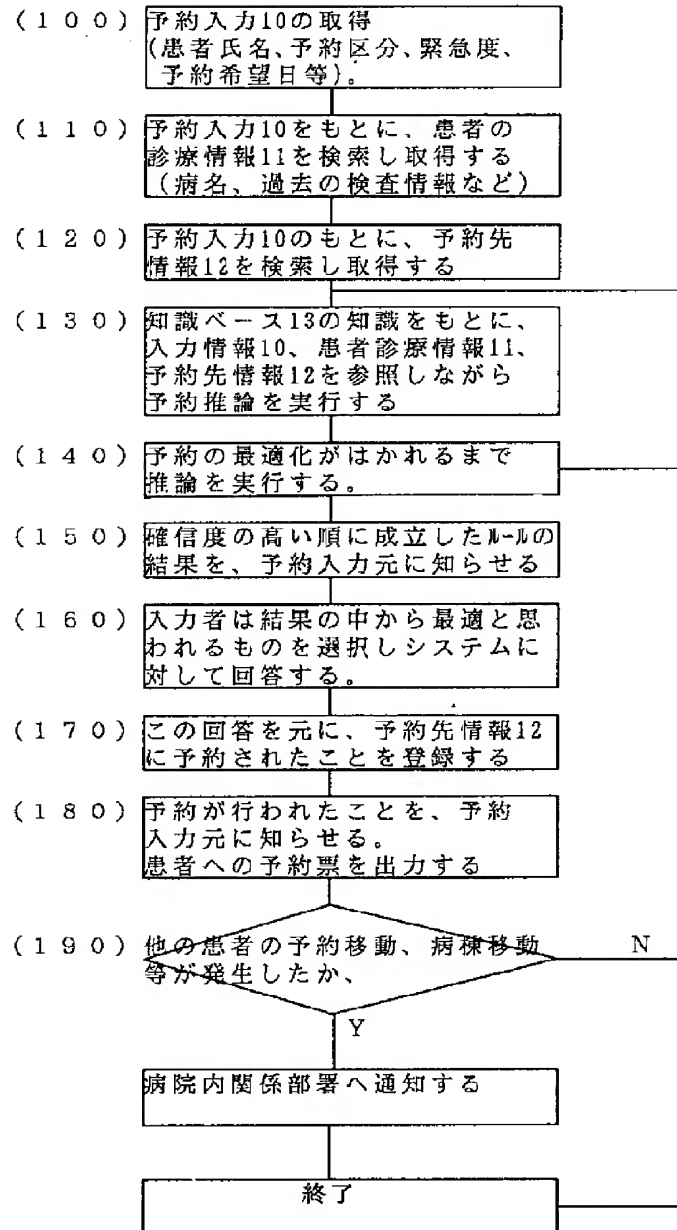 (100) 予約入力10の取得
(患者氏名、予約区分、緊急度、
予約希望日等)。
(110) 予約入力10をもとに、患者の
診療情報11を検索し取得する
(病名、過去の検査情報など)
(120) 予約入力10のもとに、予約先
情報12を検索し取得する
(130) 知識ベース13の知識をもとに、
入力情報10、患者診療情報11、
予約先情報12を参照しながら
予約推論を実行する
(140) 予約の最適化がはかれるまで
推論を実行する。
(150) 確信度の高い順に成立したルールの
結果を、予約入力元に知らせる
(160) 入力者は結果の中から最適と思
われるものを選択しシステムに
対して回答する。
(170) この回答を元に、予約先情報12
に予約されたことを登録する
(180) 予約が行われたことを、予約
入力元に知らせる。
患者への予約票を出力する
(190) 他の患者の予約移動、病棟移動 N
等が発生したか、
Y
病院内関係部署へ通知する
終了